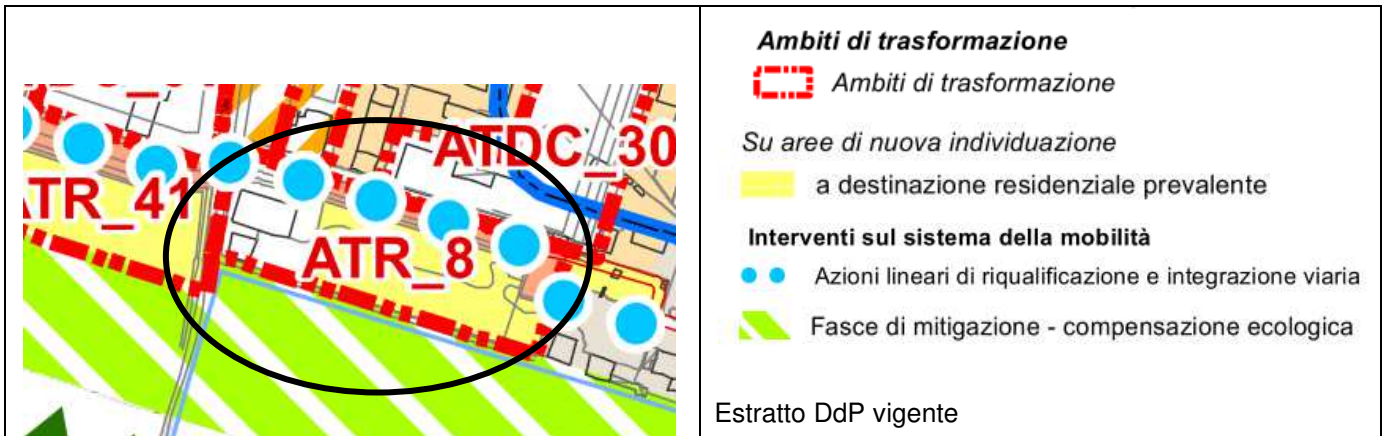 ATDC_30
ATR_41
ATR_8
Ambiti di trasformazione
Ambiti di trasformazione
Su aree di nuova individuazione
a destinazione residenziale prevalente
Interventi sul sistema della mobilità
Azioni lineari di riqualificazione e integrazione viaria
Fasce di mitigazione - compensazione ecologica
Estratto DdP vigente